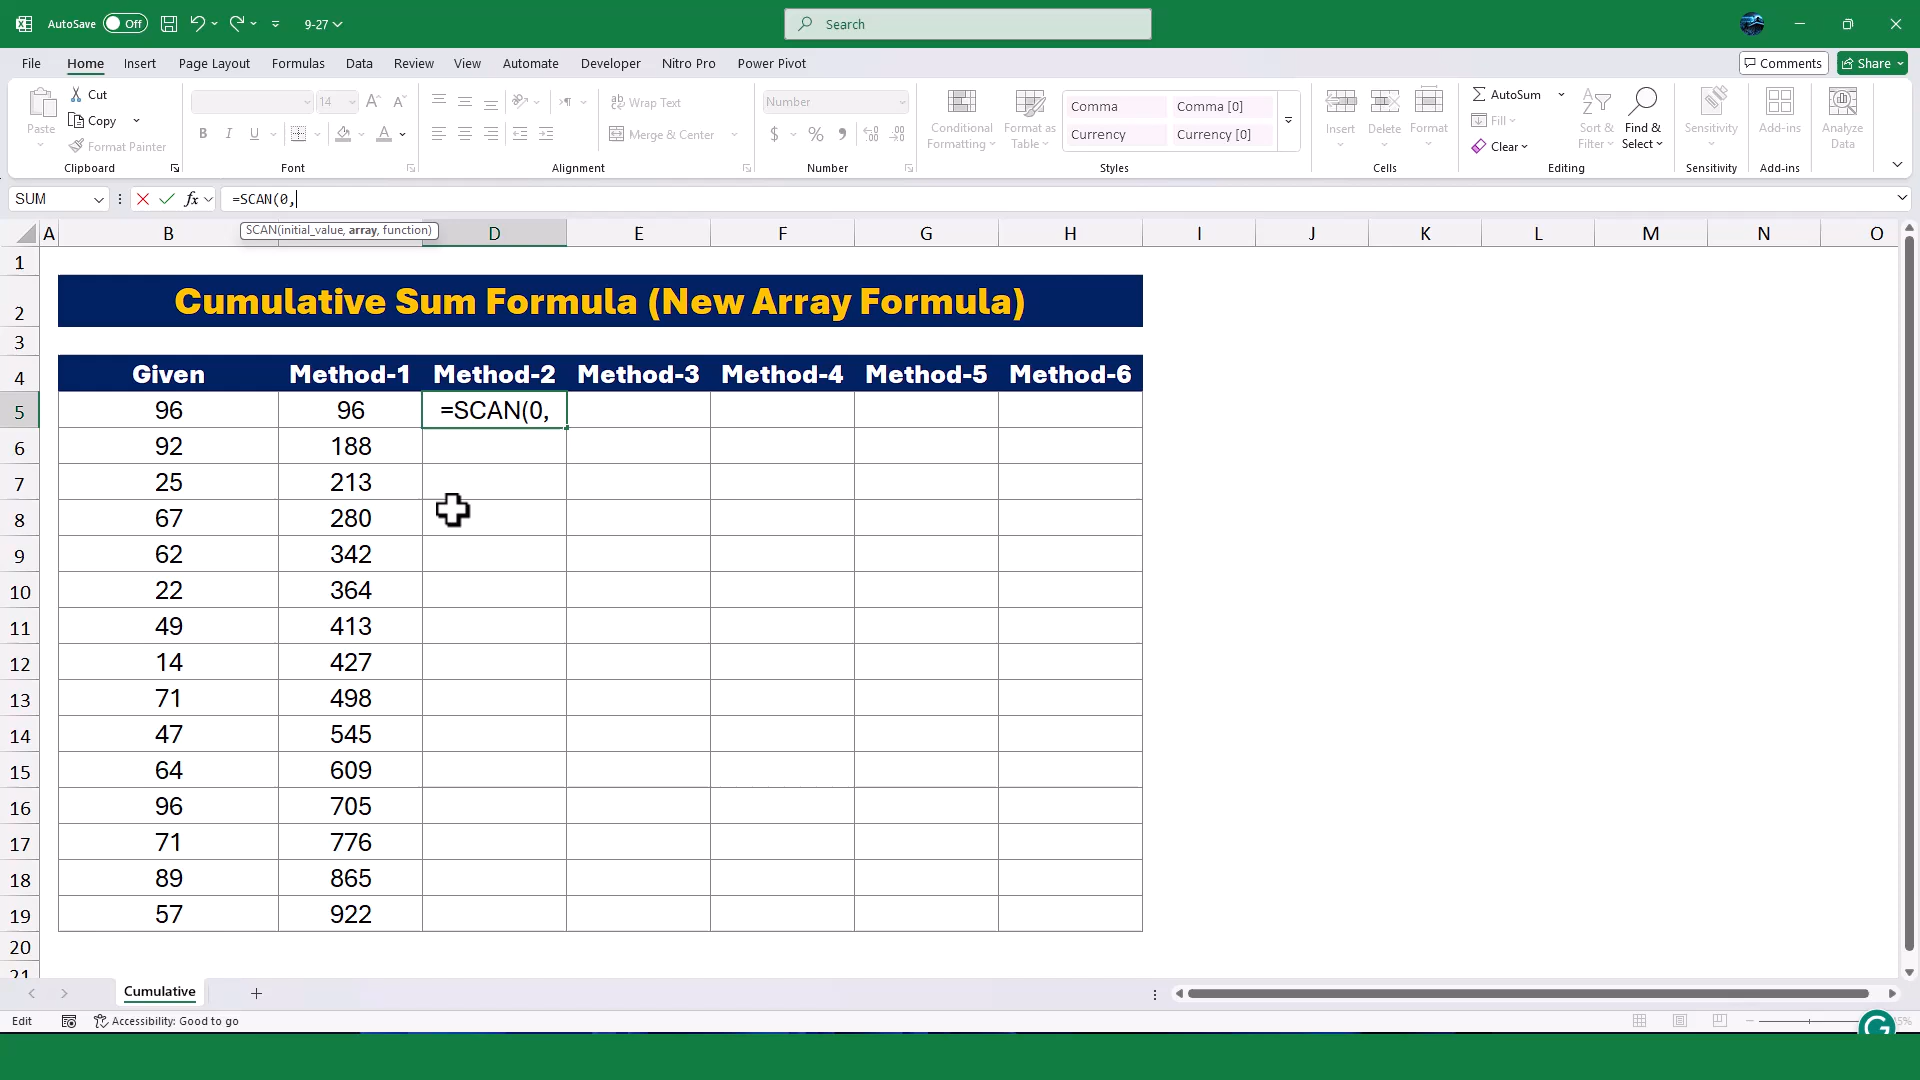 AutoSave Off 9-27 Search
File Home Insert Page Layout Formulas Data Review View Automate Developer Nitro Pro Power Pivot Comments Share
Paste Cut Copy Format Painter Clipboard
14 B I U A Font
Wrap Text Merge & Center Alignment
Number $ % Number
Conditional Formatting Format as Table Comma Comma [0] Currency Currency [0] Styles
Insert Delete Format Cells
AutoSum Fill Clear Sort & Filter Find & Select Editing
Sensitivity Sensitivity
Add-ins Add-ins
Analyze Data
SUM fx =SCAN(0,
SCAN(initial_value, array, function)
A B D E F G H I J K L M N O
1
2 Cumulative Sum Formula (New Array Formula)
3
4 Given Method-1 Method-2 Method-3 Method-4 Method-5 Method-6
5 96 96 =SCAN(0,
6 92 188
7 25 213
8 67 280
9 62 342
10 22 364
11 49 413
12 14 427
13 71 498
14 47 545
15 64 609
16 96 705
17 71 776
18 89 865
19 57 922
20
21
Cumulative
Edit Accessibility: Good to go